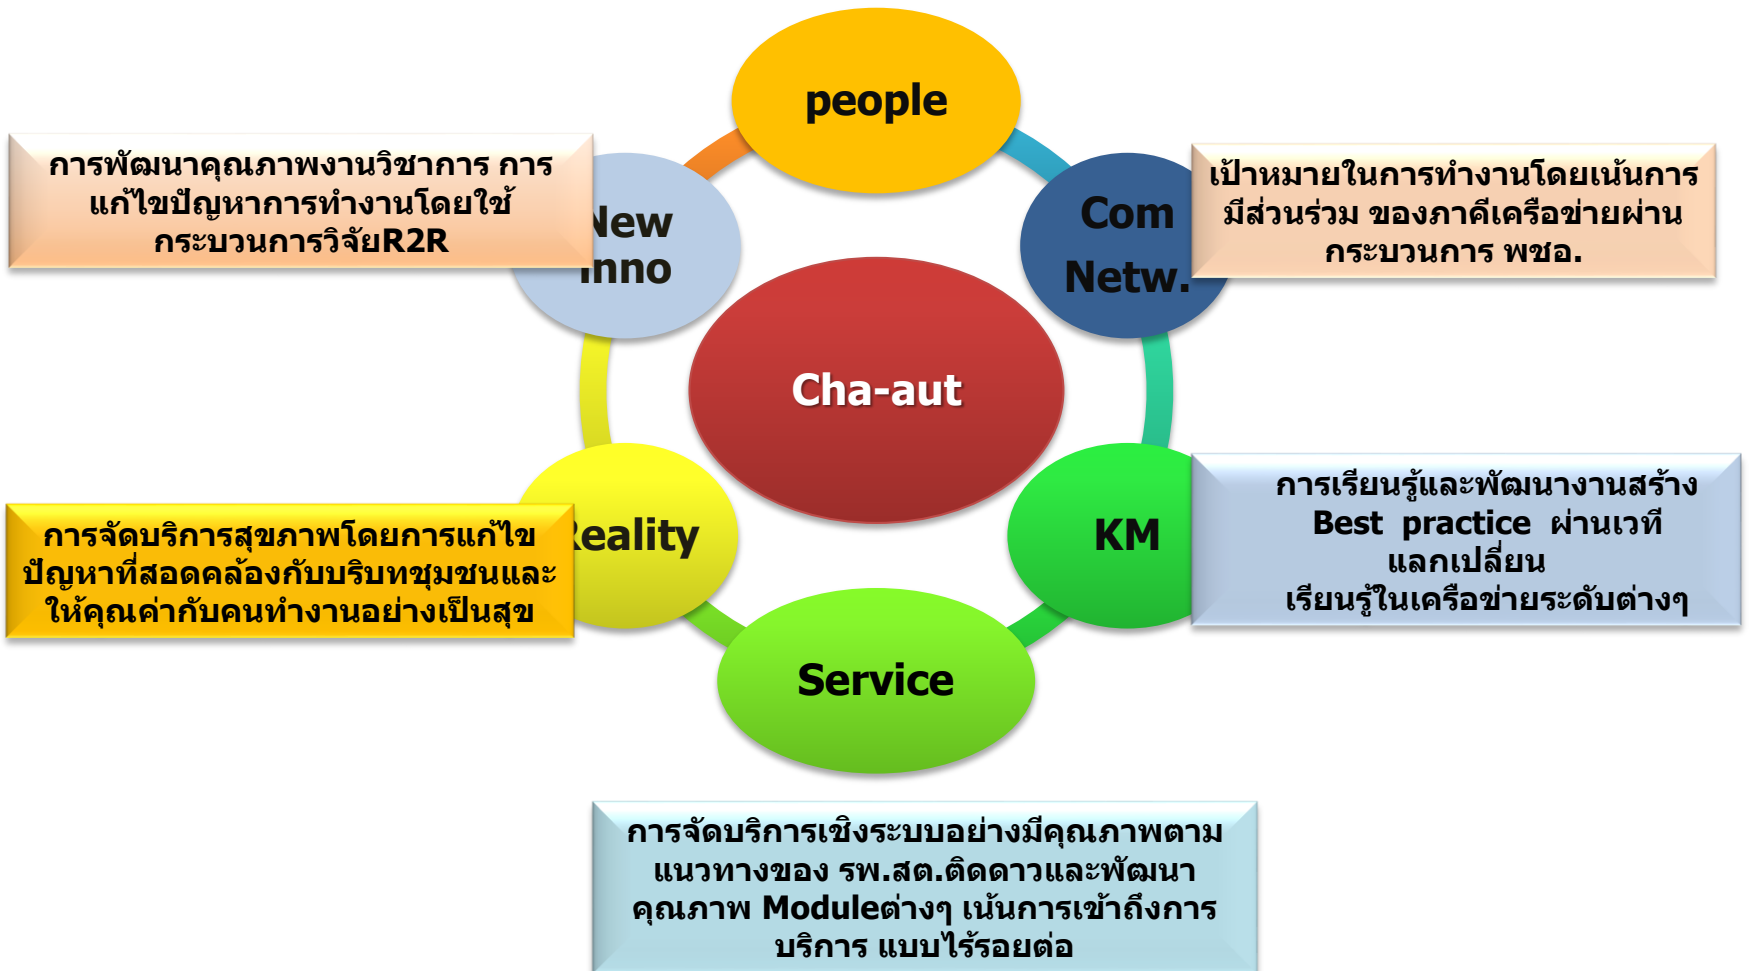 people
การพัฒนาคุณภาพงานวิชาการ การ
แก้ไขปัญหาการทำงานโดยใช้
กระบวนการวิจัยR2R
New
inno
Com
Netw.
เป้าหมายในการทำงานโดยเน้นการ
มีส่วนร่วม ของภาคีเครือข่ายผ่าน
กระบวนการ พชอ.
Cha-aut
การจัดบริการสุขภาพโดยการแก้ไข
ปัญหาที่สอดคล้องกับบริบทชุมชนและ
ให้คุณค่ากับคนทำงานอย่างเป็นสุข
Reality
KM
การเรียนรู้และพัฒนางานสร้าง
Best practice ผ่านเวที
แลกเปลี่ยน
เรียนรู้ในเครือข่ายระดับต่างๆ
Service
การจัดบริการเชิงระบบอย่างมีคุณภาพตาม
แนวทางของ รพ.สต.ติดดาวและพัฒนา
คุณภาพ Moduleต่างๆ เน้นการเข้าถึงการ
บริการ แบบไร้รอยต่อ